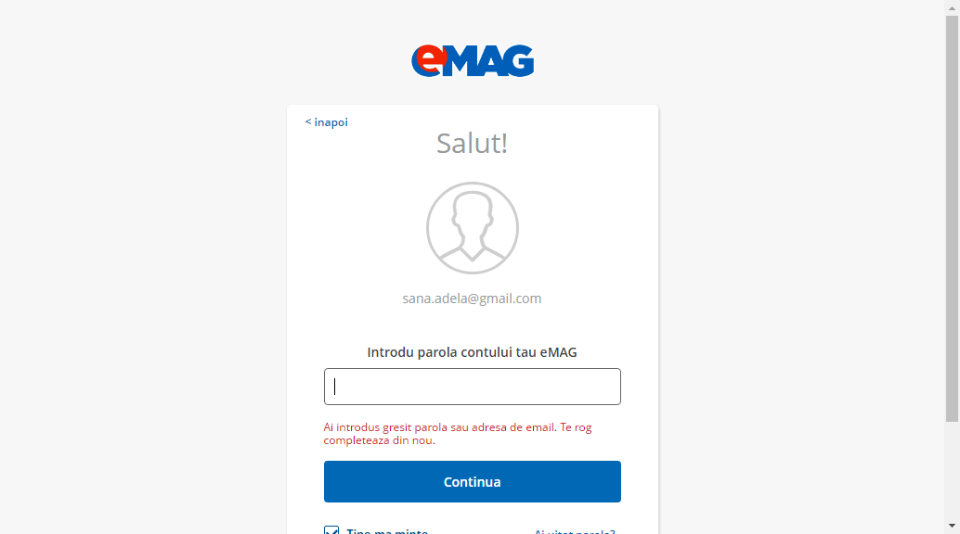 eMAG
< inapoi
Salut!
sana.adela@gmail.com
Introdu parola contului tau eMAG
Ai introdus gresit parola sau adresa de email. Te rog
completeaza din nou.
Continua
Tine ma minte
Ai uitat parola?